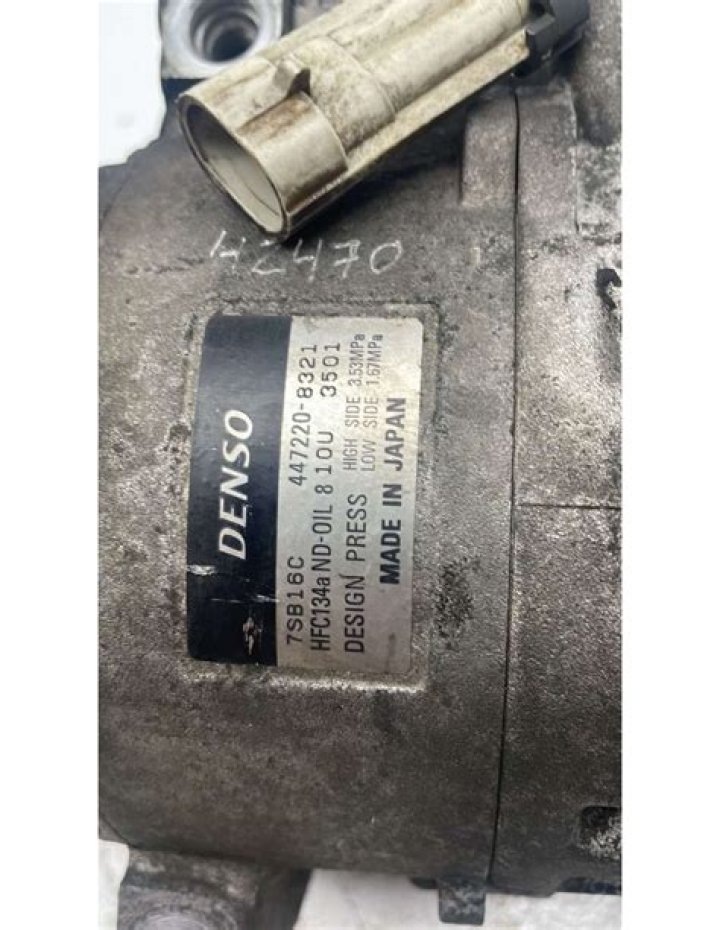 42470
DENSO
7SB16C 447220-8321
HFC134a ND-OIL 8 10U 3501
DESIGN PRESS HIGH SIDE 3.53MPa
LOW SIDE 1.67MPa
MADE IN JAPAN